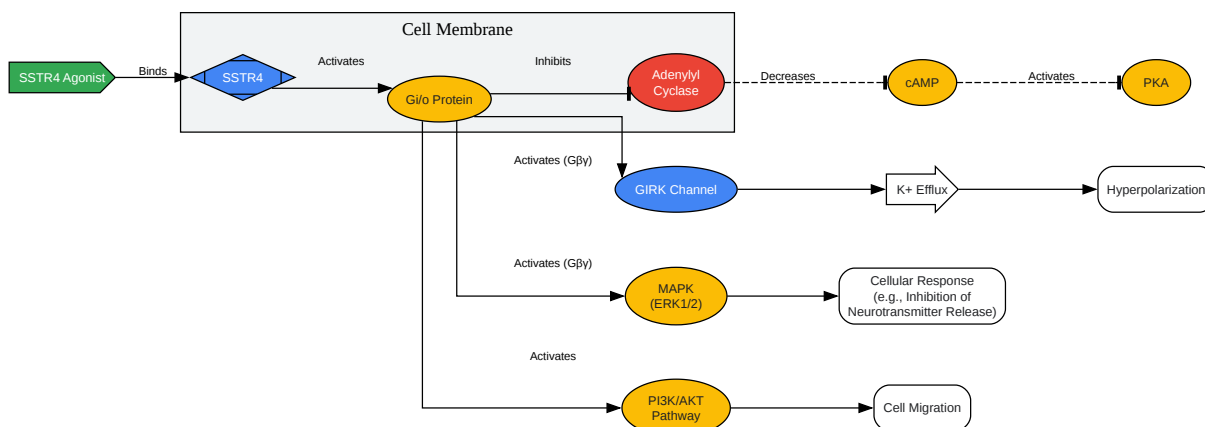 Cell Membrane
SSTR4 Agonist
Binds
SSTR4
Activates
Gi/o Protein
Inhibits
Adenylyl
Cyclase
Decreases
cAMP
Activates
PKA
Activates (Gβγ)
GIRK Channel
K+ Efflux
Hyperpolarization
Activates (Gβγ)
MAPK
(ERK1/2)
Cellular Response
(e.g., Inhibition of
Neurotransmitter Release)
Activates
PI3K/AKT
Pathway
Cell Migration